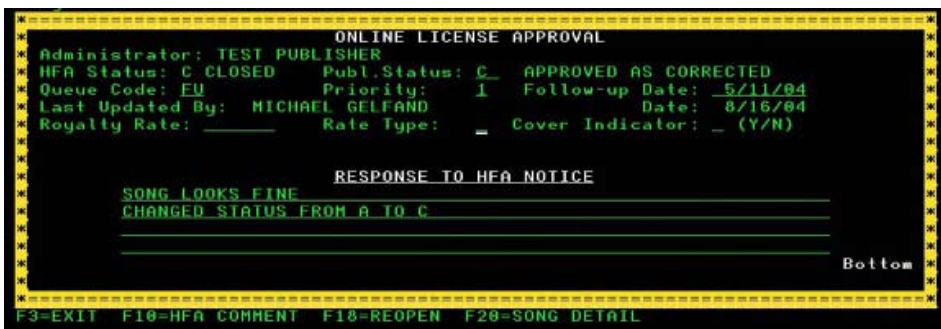 ONLINE LICENSE APPROVAL
Administrator: TEST PUBLISHER
HFA Status: C CLOSED Publ.Status: C APPROVED AS CORRECTED
Queue Code: FU Priority: 1 Follow-up Date: 5/11/04
Last Updated By: MICHAEL GELFAND Date: 8/16/04
Royalty Rate: Rate Type: Cover Indicator: (Y/N)
RESPONSE TO HFA NOTICE
SONG LOOKS FINE
CHANGED STATUS FROM A TO C
Bottom
F3=EXIT F10=HFA COMMENT F18=REOPEN F20=SONG DETAIL